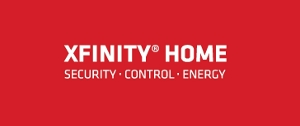 XFINITY® HOME
SECURITY · CONTROL · ENERGY